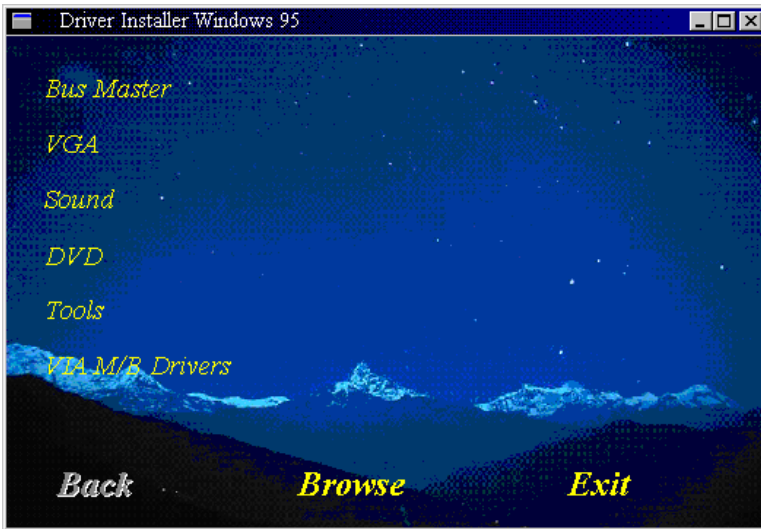 Driver Installer Windows 95
Bus Master
VGA
Sound
DVD
Tools
VIA M/B Drivers
Back Browse Exit